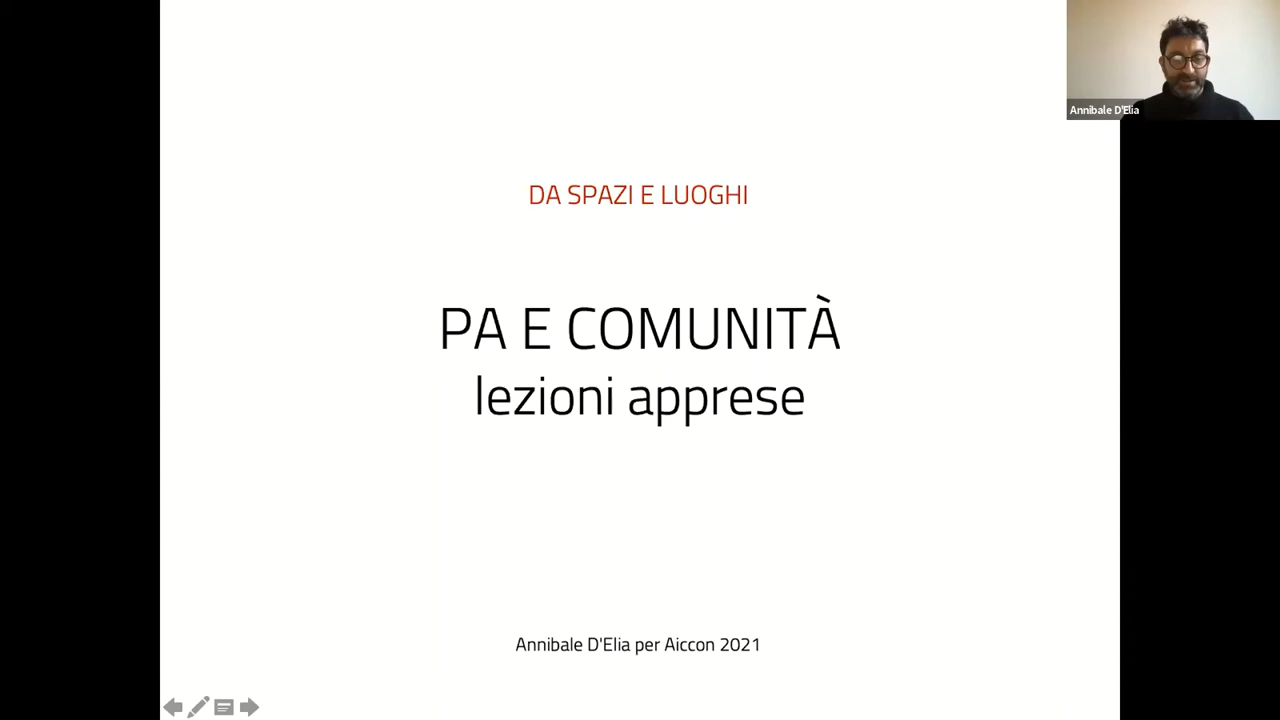 Annibale D'Elia
DA SPAZI E LUOGHI
PA E COMUNITÀ
lezioni apprese
Annibale D'Elia per Aiccon 2021